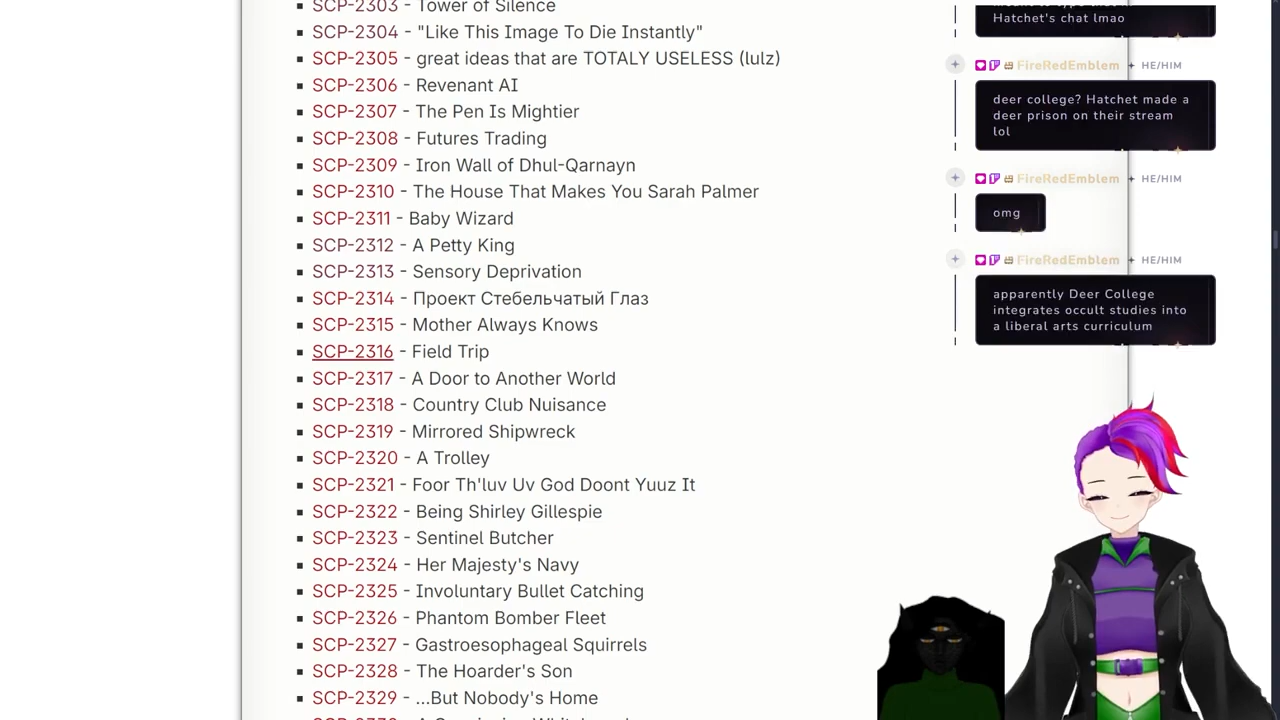 SCP-2303 - Tower of Silence
SCP-2304 - "Like This Image To Die Instantly"
SCP-2305 - great ideas that are TOTALY USELESS (lulz)
SCP-2306 - Revenant AI
SCP-2307 - The Pen Is Mightier
SCP-2308 - Futures Trading
SCP-2309 - Iron Wall of Dhul-Qarnayn
SCP-2310 - The House That Makes You Sarah Palmer
SCP-2311 - Baby Wizard
SCP-2312 - A Petty King
SCP-2313 - Sensory Deprivation
SCP-2314 - Проект Стебельчатый Глаз
SCP-2315 - Mother Always Knows
SCP-2316 - Field Trip
SCP-2317 - A Door to Another World
SCP-2318 - Country Club Nuisance
SCP-2319 - Mirrored Shipwreck
SCP-2320 - A Trolley
SCP-2321 - Foor Th'luv Uv God Doont Yuuz It
SCP-2322 - Being Shirley Gillespie
SCP-2323 - Sentinel Butcher
SCP-2324 - Her Majesty's Navy
SCP-2325 - Involuntary Bullet Catching
SCP-2326 - Phantom Bomber Fleet
SCP-2327 - Gastroesophageal Squirrels
SCP-2328 - The Hoarder's Son
SCP-2329 - ...But Nobody's Home
Hatchet's chat lmao
FireRedEmblem HE/HIM
deer college? Hatchet made a
deer prison on their stream
lol
FireRedEmblem HE/HIM
omg
FireRedEmblem HE/HIM
apparently Deer College
integrates occult studies into
a liberal arts curriculum